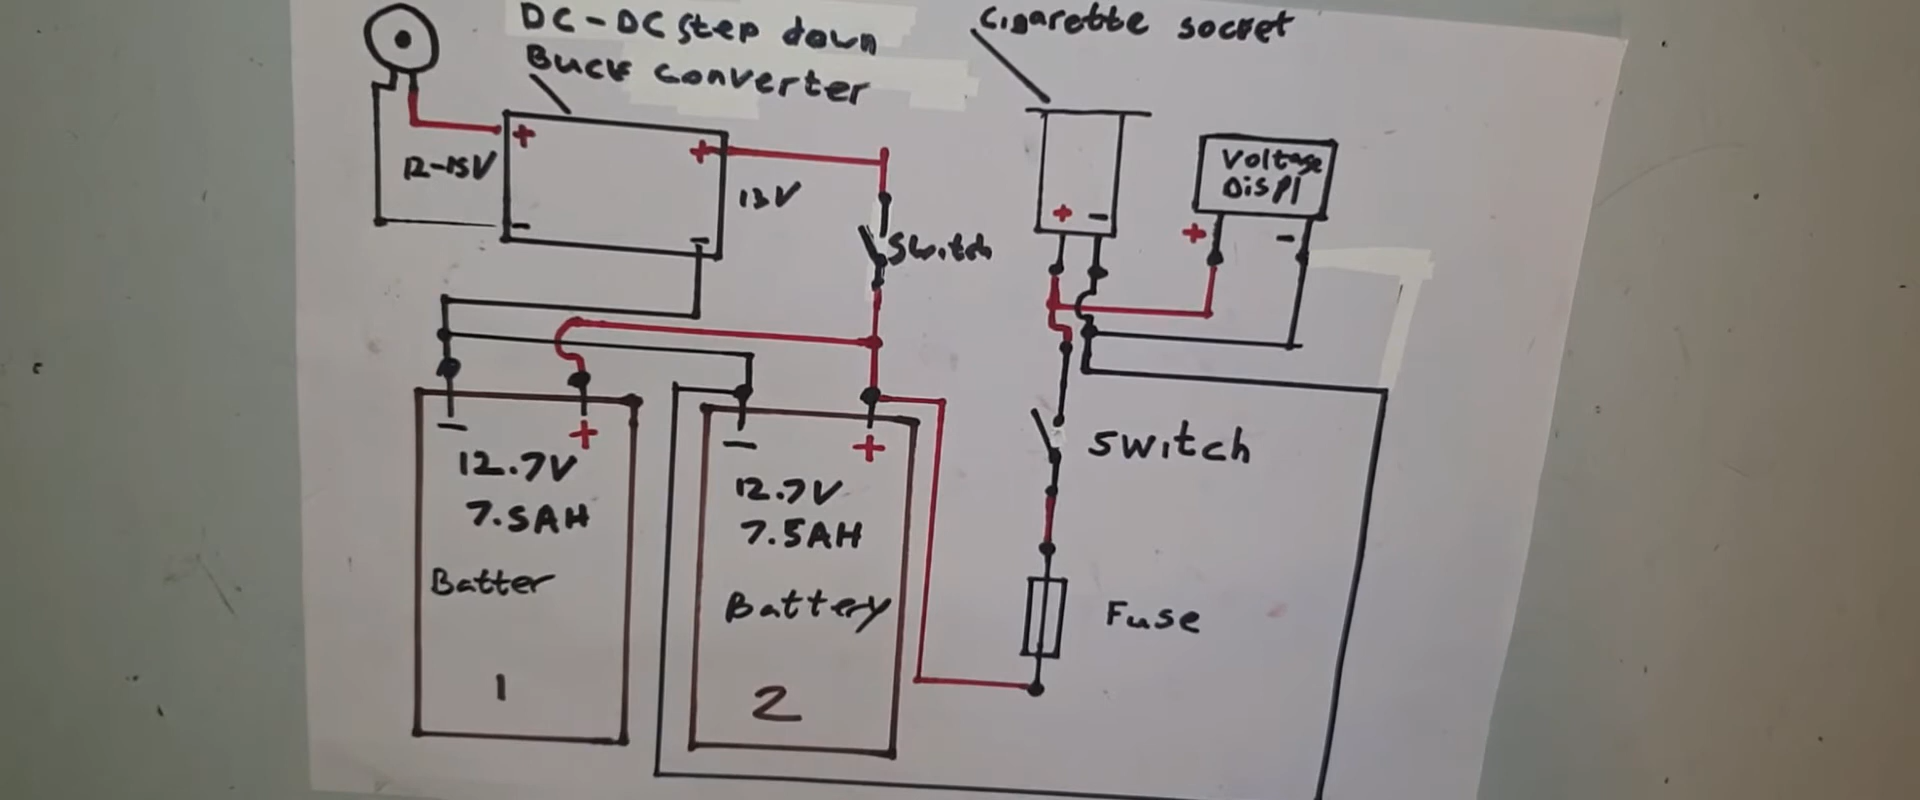 DC-DC Step down
Buck converter
Cigarette socket
+
12-15V
-
+
13V
-
Switch
+ -
Voltage
DISPl
+
-
-
+
12.7V
7.5AH
Batter
1
-
+
12.7V
7.5AH
Battery
2
Switch
Fuse